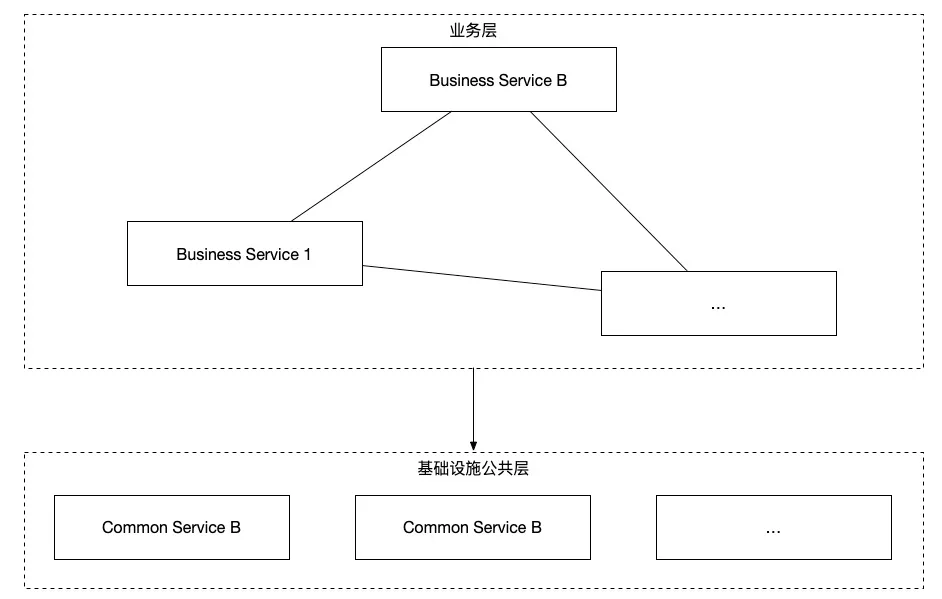 业务层
Business Service B
Business Service 1
...
基础设施公共层
Common Service B
Common Service B
...